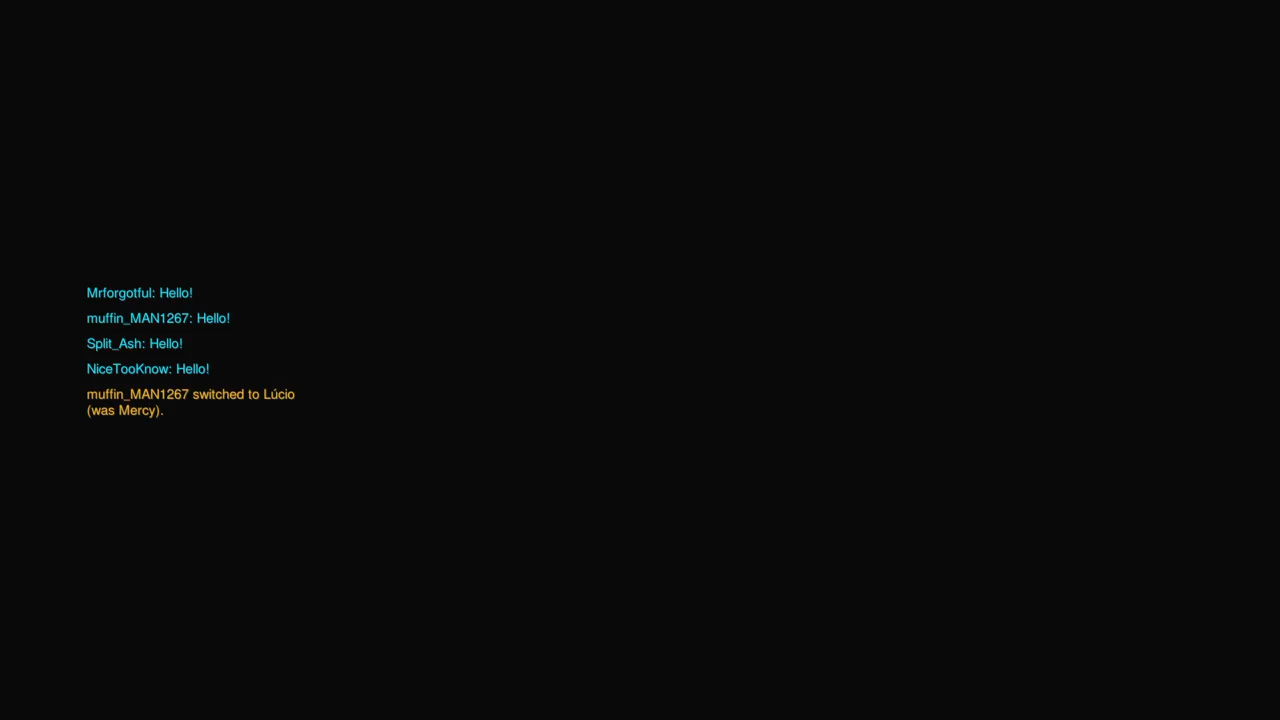 Mrforgotful: Hello!
muffin_MAN1267: Hello!
Split_Ash: Hello!
NiceTooKnow: Hello!
muffin_MAN1267 switched to Lúcio
(was Mercy).